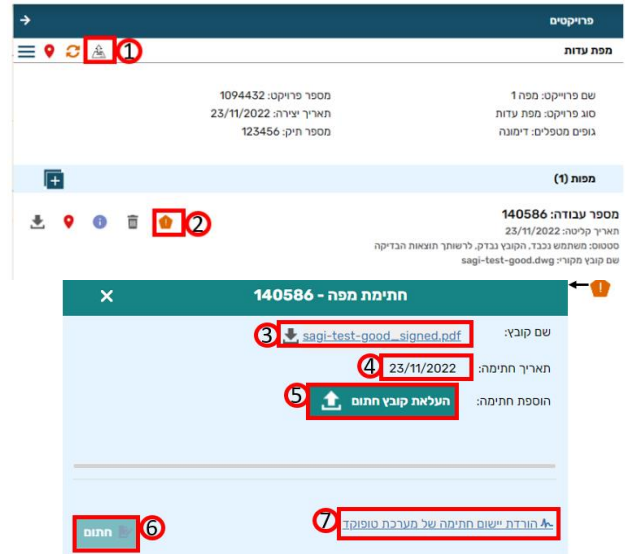 פרויקטים
מפת עדות
1
שם פרוייקט: מפה 1
מספר פרויקט: 1094432
סוג פרויקט: מפת עדות
תאריך יצירה: 23/11/2022
גופים מטפלים: דימונה
מספר תיק: 123456
מפות (1)
מספר עבודה: 140586
2
תאריך קליטה: 23/11/2022
סטטוס: משתמש נכבד, הקובץ נבדק, לרשותך תוצאות הבדיקה
שם קובץ מקורי: sagi-test-good.dwg
חתימת מפה - 140586
שם קובץ: sagi-test-good_signed.pdf 3
תאריך חתימה: 23/11/2022 4
הוספת חתימה: העלאת קובץ חתום 5
הורדת יישום חתימה של מערכת טופוקד 7
6 חתום